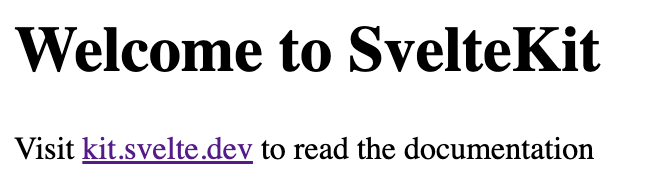 Welcome to SvelteKit
Visit kit.svelte.dev to read the documentation